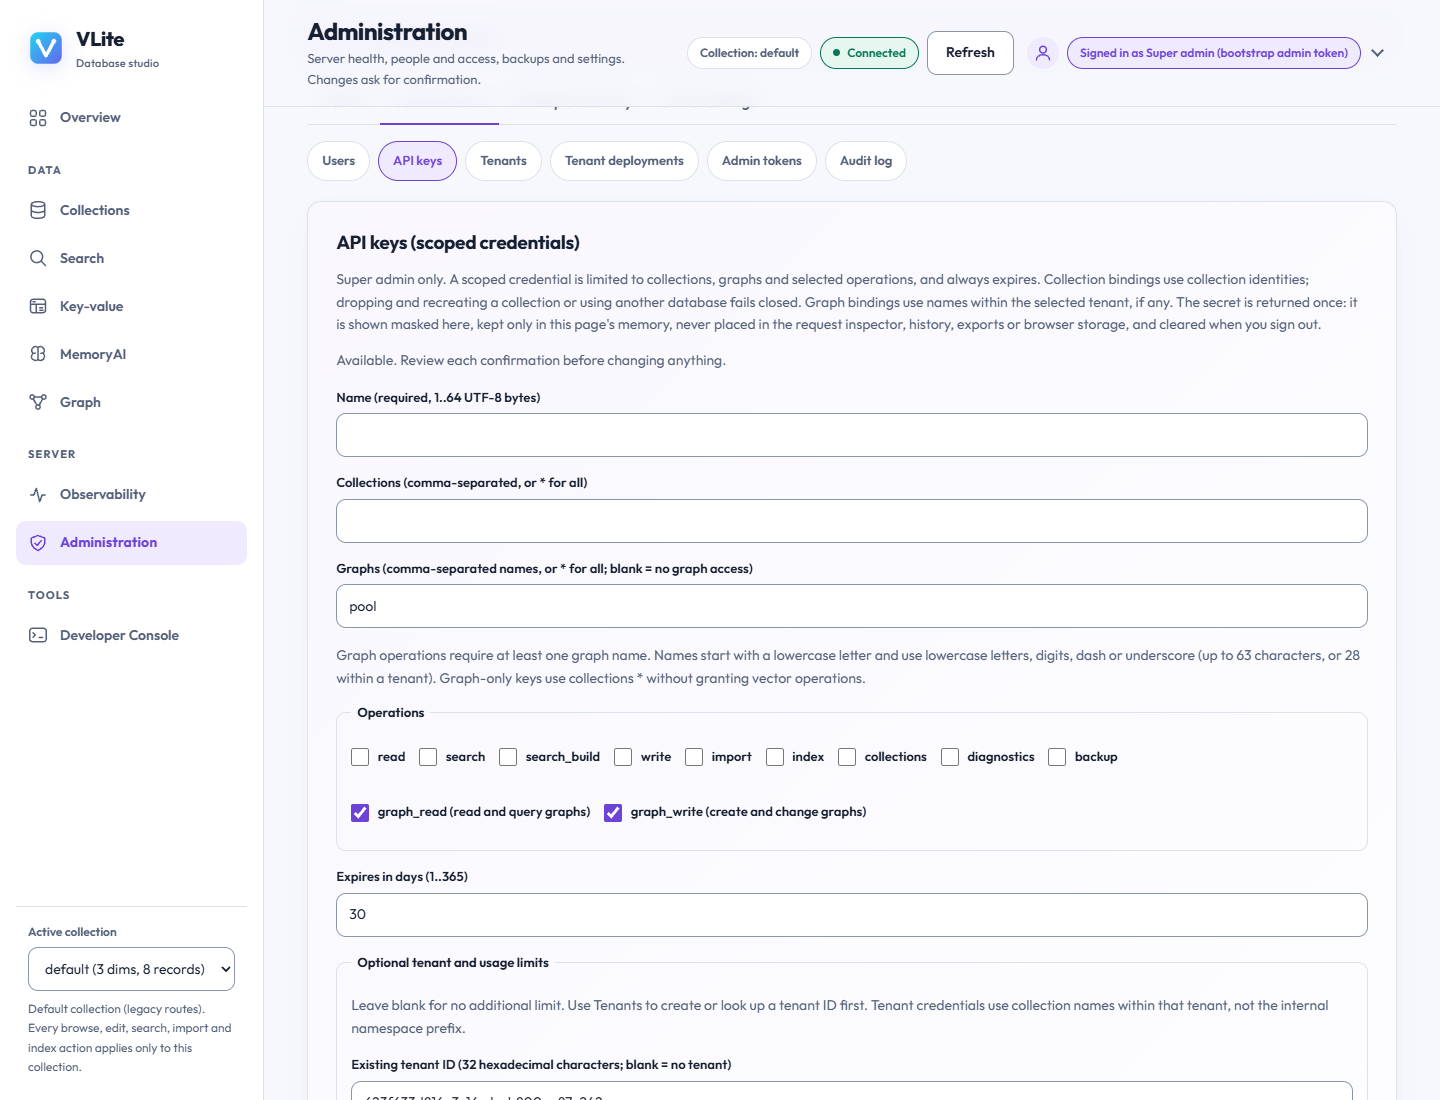 VLite
Database studio
Overview
DATA
Collections
Search
Key-value
MemoryAI
Graph
SERVER
Observability
Administration
TOOLS
Developer Console
Active collection
default (3 dims, 8 records)
Default collection (legacy routes).
Every browse, edit, search, import and
index action applies only to this
collection.
Administration
Server health, people and access, backups and settings.
Changes ask for confirmation.
Collection: default
Connected
Refresh
Signed in as Super admin (bootstrap admin token)
Users
API keys
Tenants
Tenant deployments
Admin tokens
Audit log
API keys (scoped credentials)
Super admin only. A scoped credential is limited to collections, graphs and selected operations, and always expires. Collection bindings use collection identities;
dropping and recreating a collection or using another database fails closed. Graph bindings use names within the selected tenant, if any. The secret is returned once: it
is shown masked here, kept only in this page's memory, never placed in the request inspector, history, exports or browser storage, and cleared when you sign out.
Available. Review each confirmation before changing anything.
Name (required, 1..64 UTF-8 bytes)
Collections (comma-separated, or * for all)
Graphs (comma-separated names, or * for all; blank = no graph access)
pool
Graph operations require at least one graph name. Names start with a lowercase letter and use lowercase letters, digits, dash or underscore (up to 63 characters, or 28
within a tenant). Graph-only keys use collections * without granting vector operations.
Operations
read search search_build write import index collections diagnostics backup
graph_read (read and query graphs) graph_write (create and change graphs)
Expires in days (1..365)
30
Optional tenant and usage limits
Leave blank for no additional limit. Use Tenants to create or look up a tenant ID first. Tenant credentials use collection names within that tenant, not the internal
namespace prefix.
Existing tenant ID (32 hexadecimal characters; blank = no tenant)